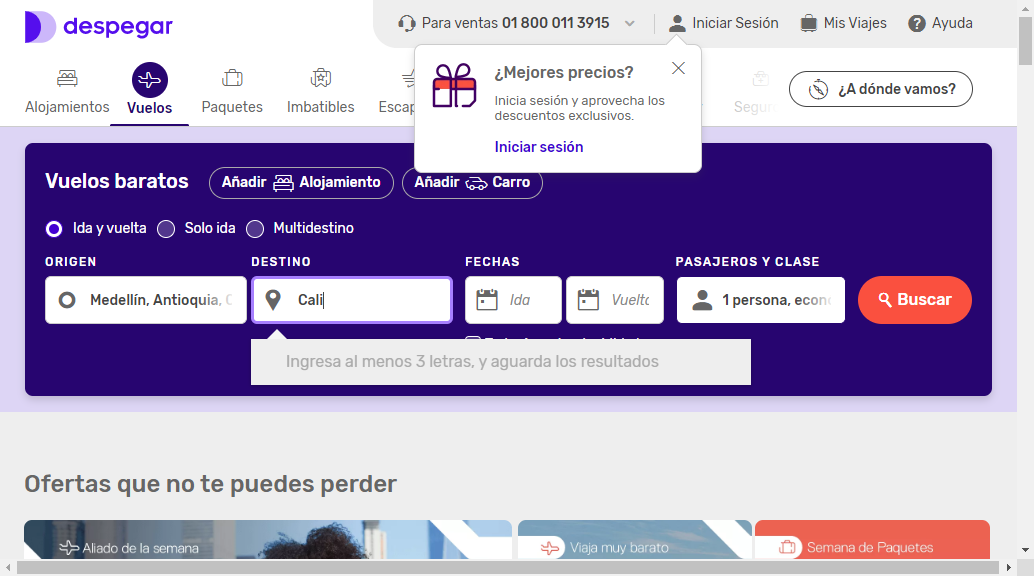 despegar
Para ventas 01 800 011 3915
Iniciar Sesión
Mis Viajes
Ayuda
Alojamientos
Vuelos
Paquetes
Imbatibles
Escap
Segur
¿A dónde vamos?
¿Mejores precios?
Inicia sesión y aprovecha los
descuentos exclusivos.
Iniciar sesión
Vuelos baratos
Añadir Alojamiento
Añadir Carro
Ida y vuelta
Solo ida
Multidestino
ORIGEN
DESTINO
FECHAS
PASAJEROS Y CLASE
Medellín, Antioquia, C
Cali
Ida
Vuelta
1 persona, econ
Buscar
Ingresa al menos 3 letras, y aguarda los resultados
Ofertas que no te puedes perder
Aliado de la semana
Viaja muy barato
Semana de Paquetes